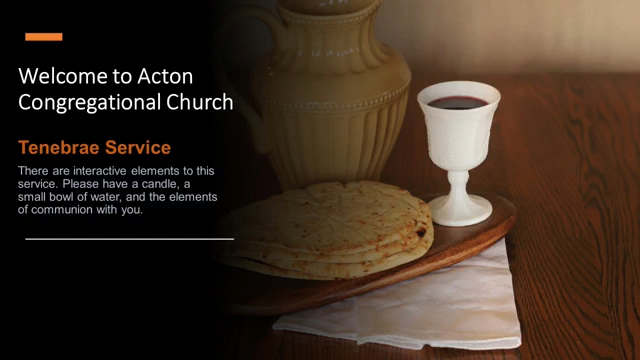 Welcome to Acton
Congregational Church
Tenebrae Service
There are interactive elements to this
service. Please have a candle, a
small bowl of water, and the elements
of communion with you.